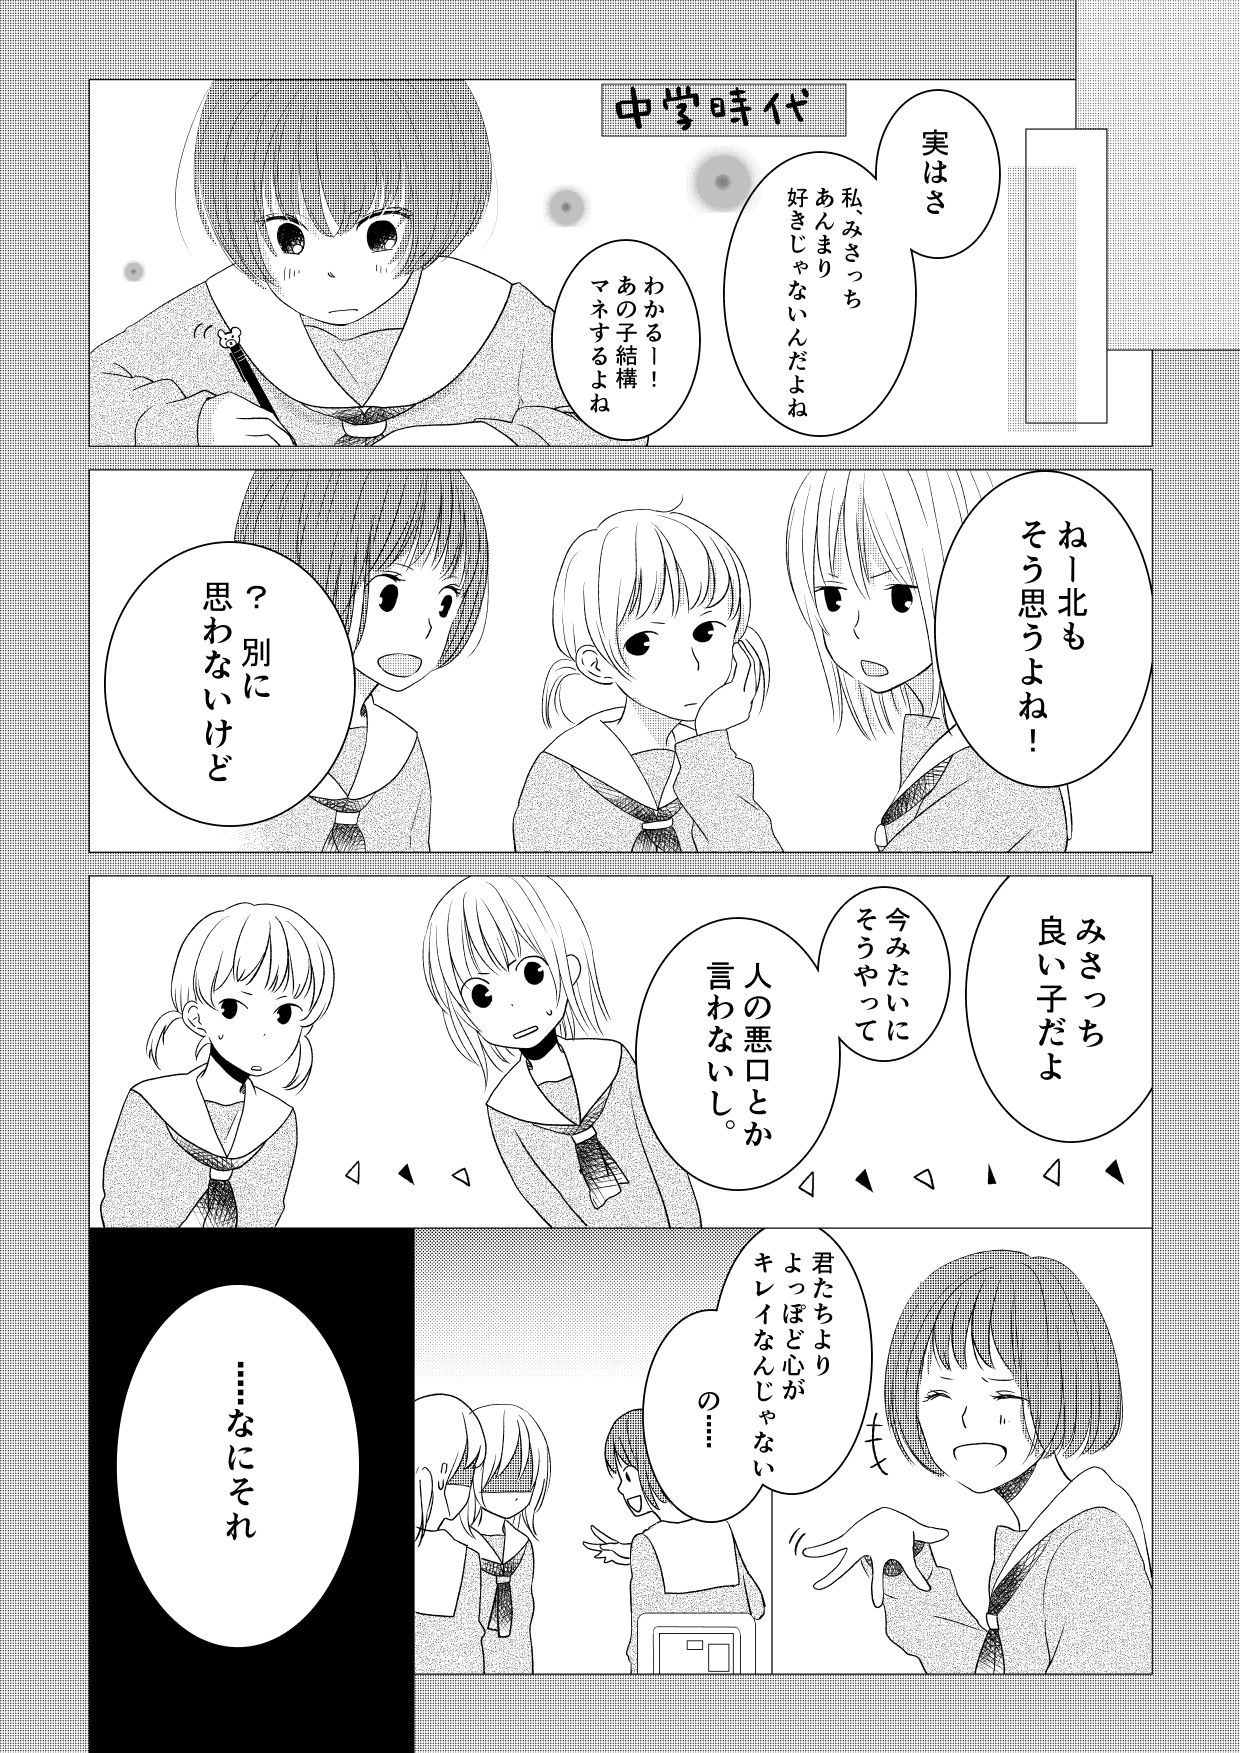 中学時代
実はさ
私、みさっち
あんまり
好きじゃないんだよね
わかるー！
あの子結構
マネするよね
ねー北も
そう思うよね！
？　別に
思わないけど
みさっち
良い子だよ
今みたいに
そうやって
人の悪口とか
言わないし。
君たちより
よっぽど心が
キレイなんじゃない
の……
……なにそれ